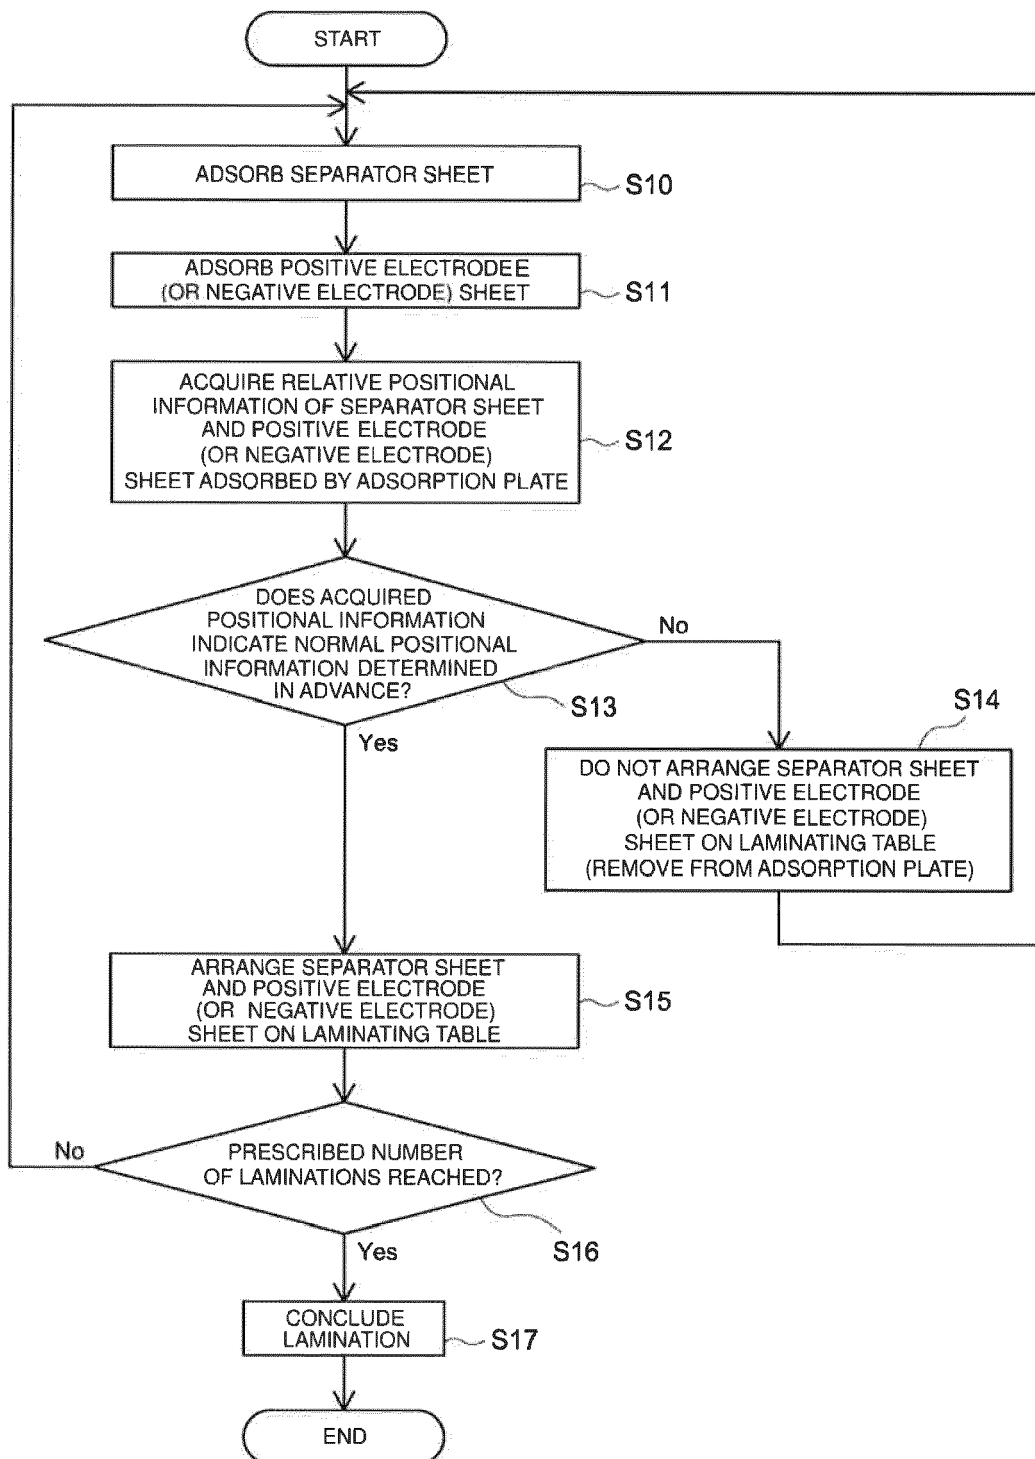 START
ADSORB SEPARATOR SHEET
S10
ADSORB POSITIVE ELECTRODEE
(OR NEGATIVE ELECTRODE) SHEET
S11
ACQUIRE RELATIVE POSITIONAL
INFORMATION OF SEPARATOR SHEET
AND POSITIVE ELECTRODE
(OR NEGATIVE ELECTRODE)
SHEET ADSORBED BY ADSORPTION PLATE
S12
DOES ACQUIRED
POSITIONAL INFORMATION
INDICATE NORMAL POSITIONAL
INFORMATION DETERMINED
IN ADVANCE?
No
S13
Yes
S14
DO NOT ARRANGE SEPARATOR SHEET
AND POSITIVE ELECTRODE
(OR NEGATIVE ELECTRODE)
SHEET ON LAMINATING TABLE
(REMOVE FROM ADSORPTION PLATE)
ARRANGE SEPARATOR SHEET
AND POSITIVE ELECTRODE
(OR NEGATIVE ELECTRODE)
SHEET ON LAMINATING TABLE
S15
No
PRESCRIBED NUMBER
OF LAMINATIONS REACHED?
S16
Yes
CONCLUDE
LAMINATION
S17
END